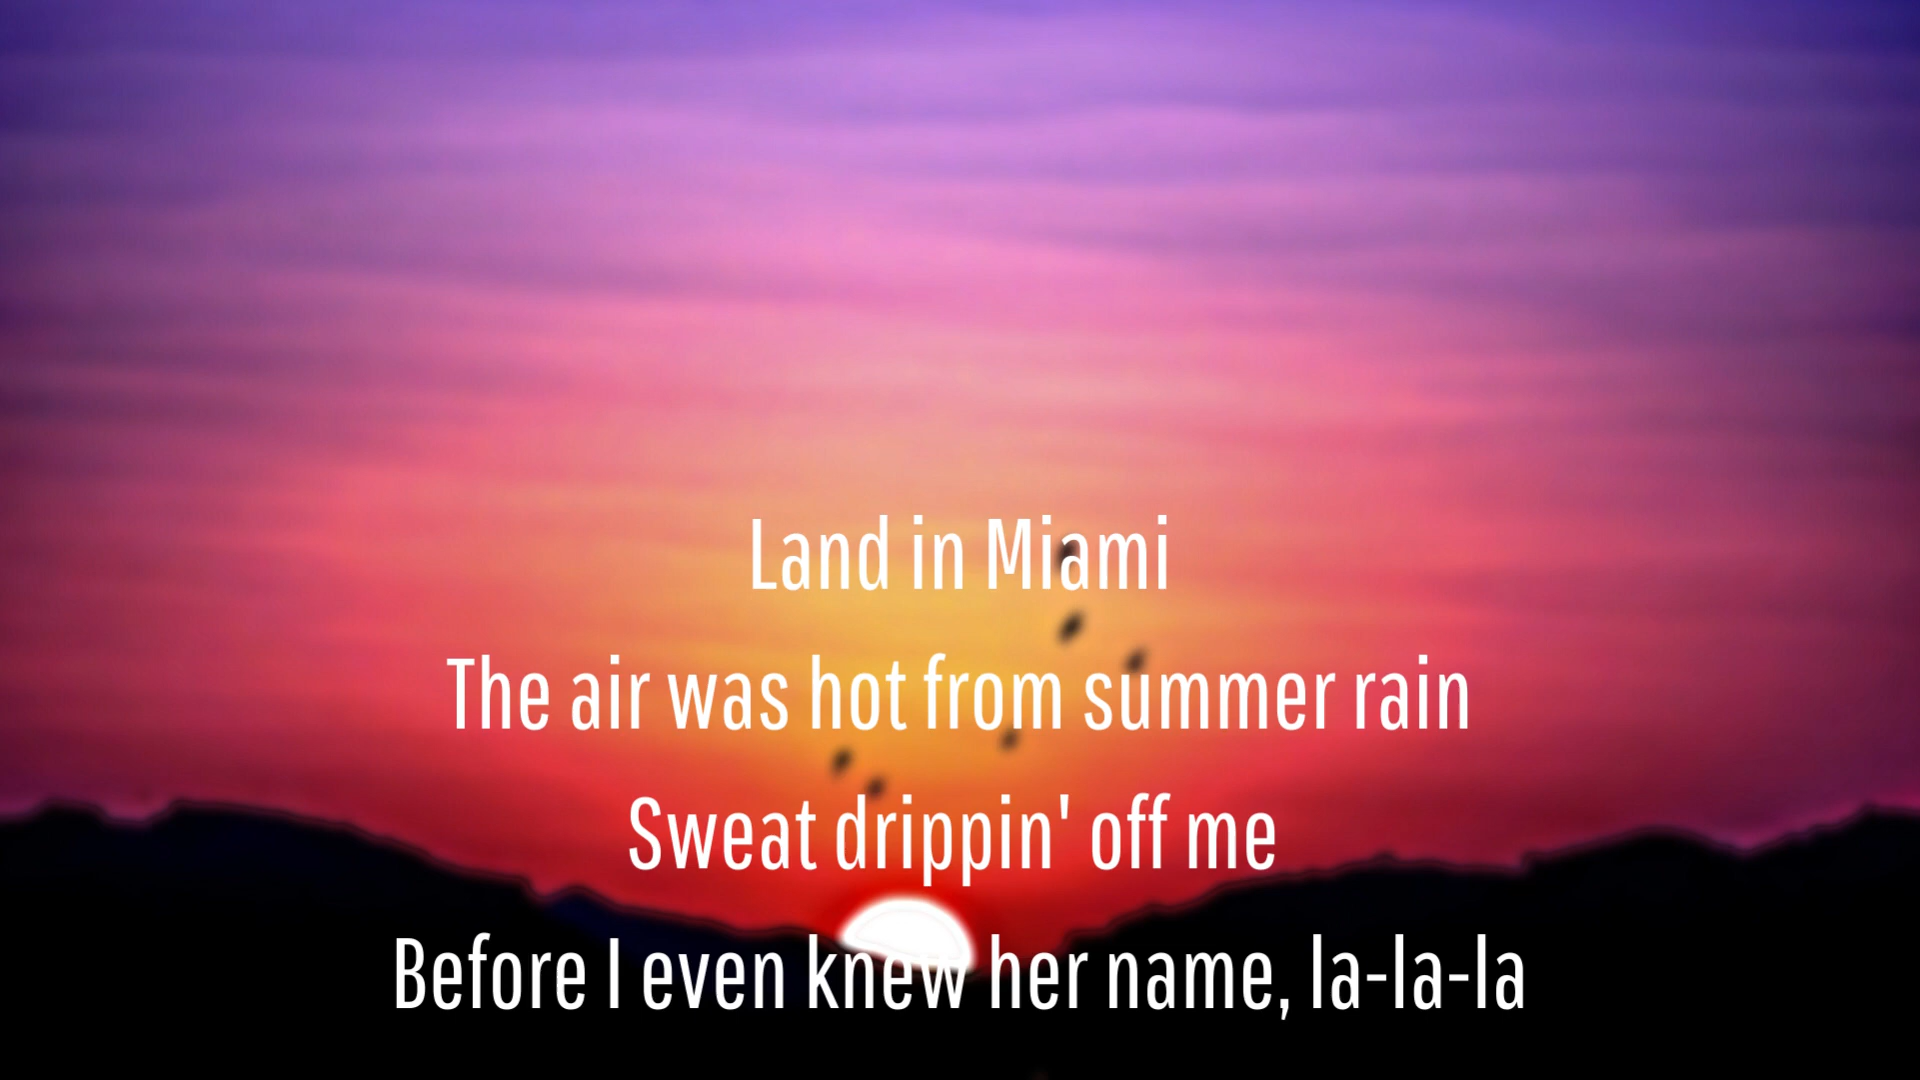 Land in Miami
The air was hot from summer rain
Sweat drippin' off me
Before I even knew her name, la-la-la